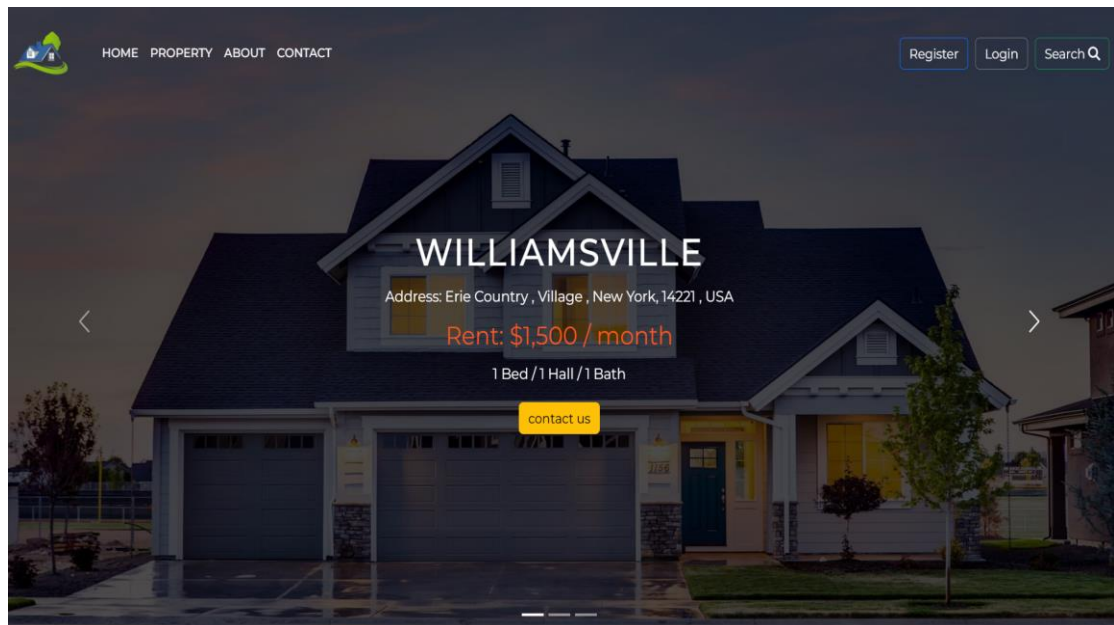 HOME PROPERTY ABOUT CONTACT
Register Login Search
WILLIAMSVILLE
Address: Erie Country , Village , New York, 14221 , USA
Rent: $1,500 / month
1 Bed / 1 Hall / 1 Bath
contact us